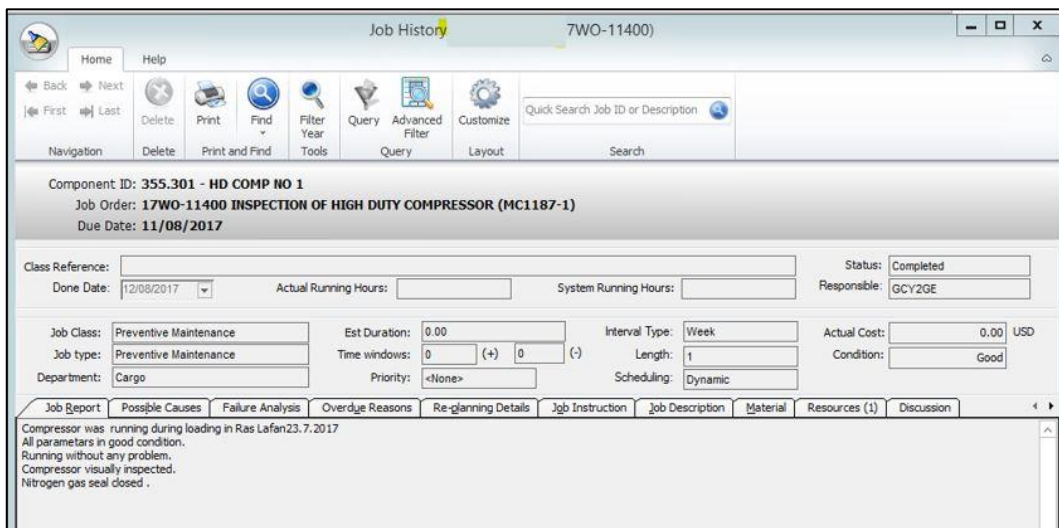 Job History 7WO-11400)
Home Help
Back Next
First Last
Delete Print Find Filter Year Query Advanced Filter Customize
Quick Search Job ID or Description
Navigation Delete Print and Find Tools Query Layout Search
Component ID: 355.301 - HD COMP NO 1
Job Order: 17WO-11400 INSPECTION OF HIGH DUTY COMPRESSOR (MC1187-1)
Due Date: 11/08/2017
Class Reference: Status: Completed
Done Date: 12/08/2017 Actual Running Hours: System Running Hours: Responsible: GCY2GE
Job Class: Preventive Maintenance Est Duration: 0.00 Interval Type: Week Actual Cost: 0.00 USD
Job type: Preventive Maintenance Time windows: 0 (+) 0 (-) Length: 1 Condition: Good
Department: Cargo Priority: <None> Scheduling: Dynamic
Job Report Possible Causes Failure Analysis Overdue Reasons Re-planning Details Job Instruction Job Description Material Resources (1) Discussion
Compressor was running during loading in Ras Lafan23.7.2017
All parametars in good condition.
Running without any problem.
Compressor visually inspected.
Nitrogen gas seal closed .